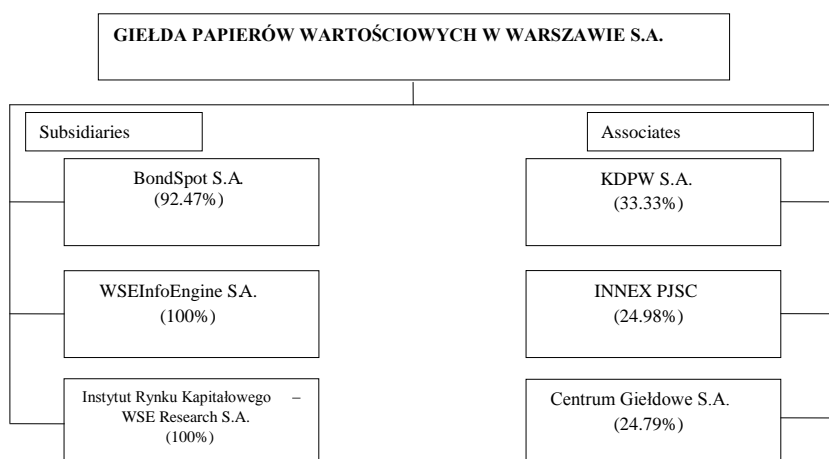 GIEŁDA PAPIERÓW WARTOŚCIOWYCH W WARSZAWIE S.A.
Subsidiaries
Associates
BondSpot S.A.
(92.47%)
KDPW S.A.
(33.33%)
WSEInfoEngine S.A.
(100%)
INNEX PJSC
(24.98%)
Instytut Rynku Kapitałowego –
WSE Research S.A.
(100%)
Centrum Giełdowe S.A.
(24.79%)